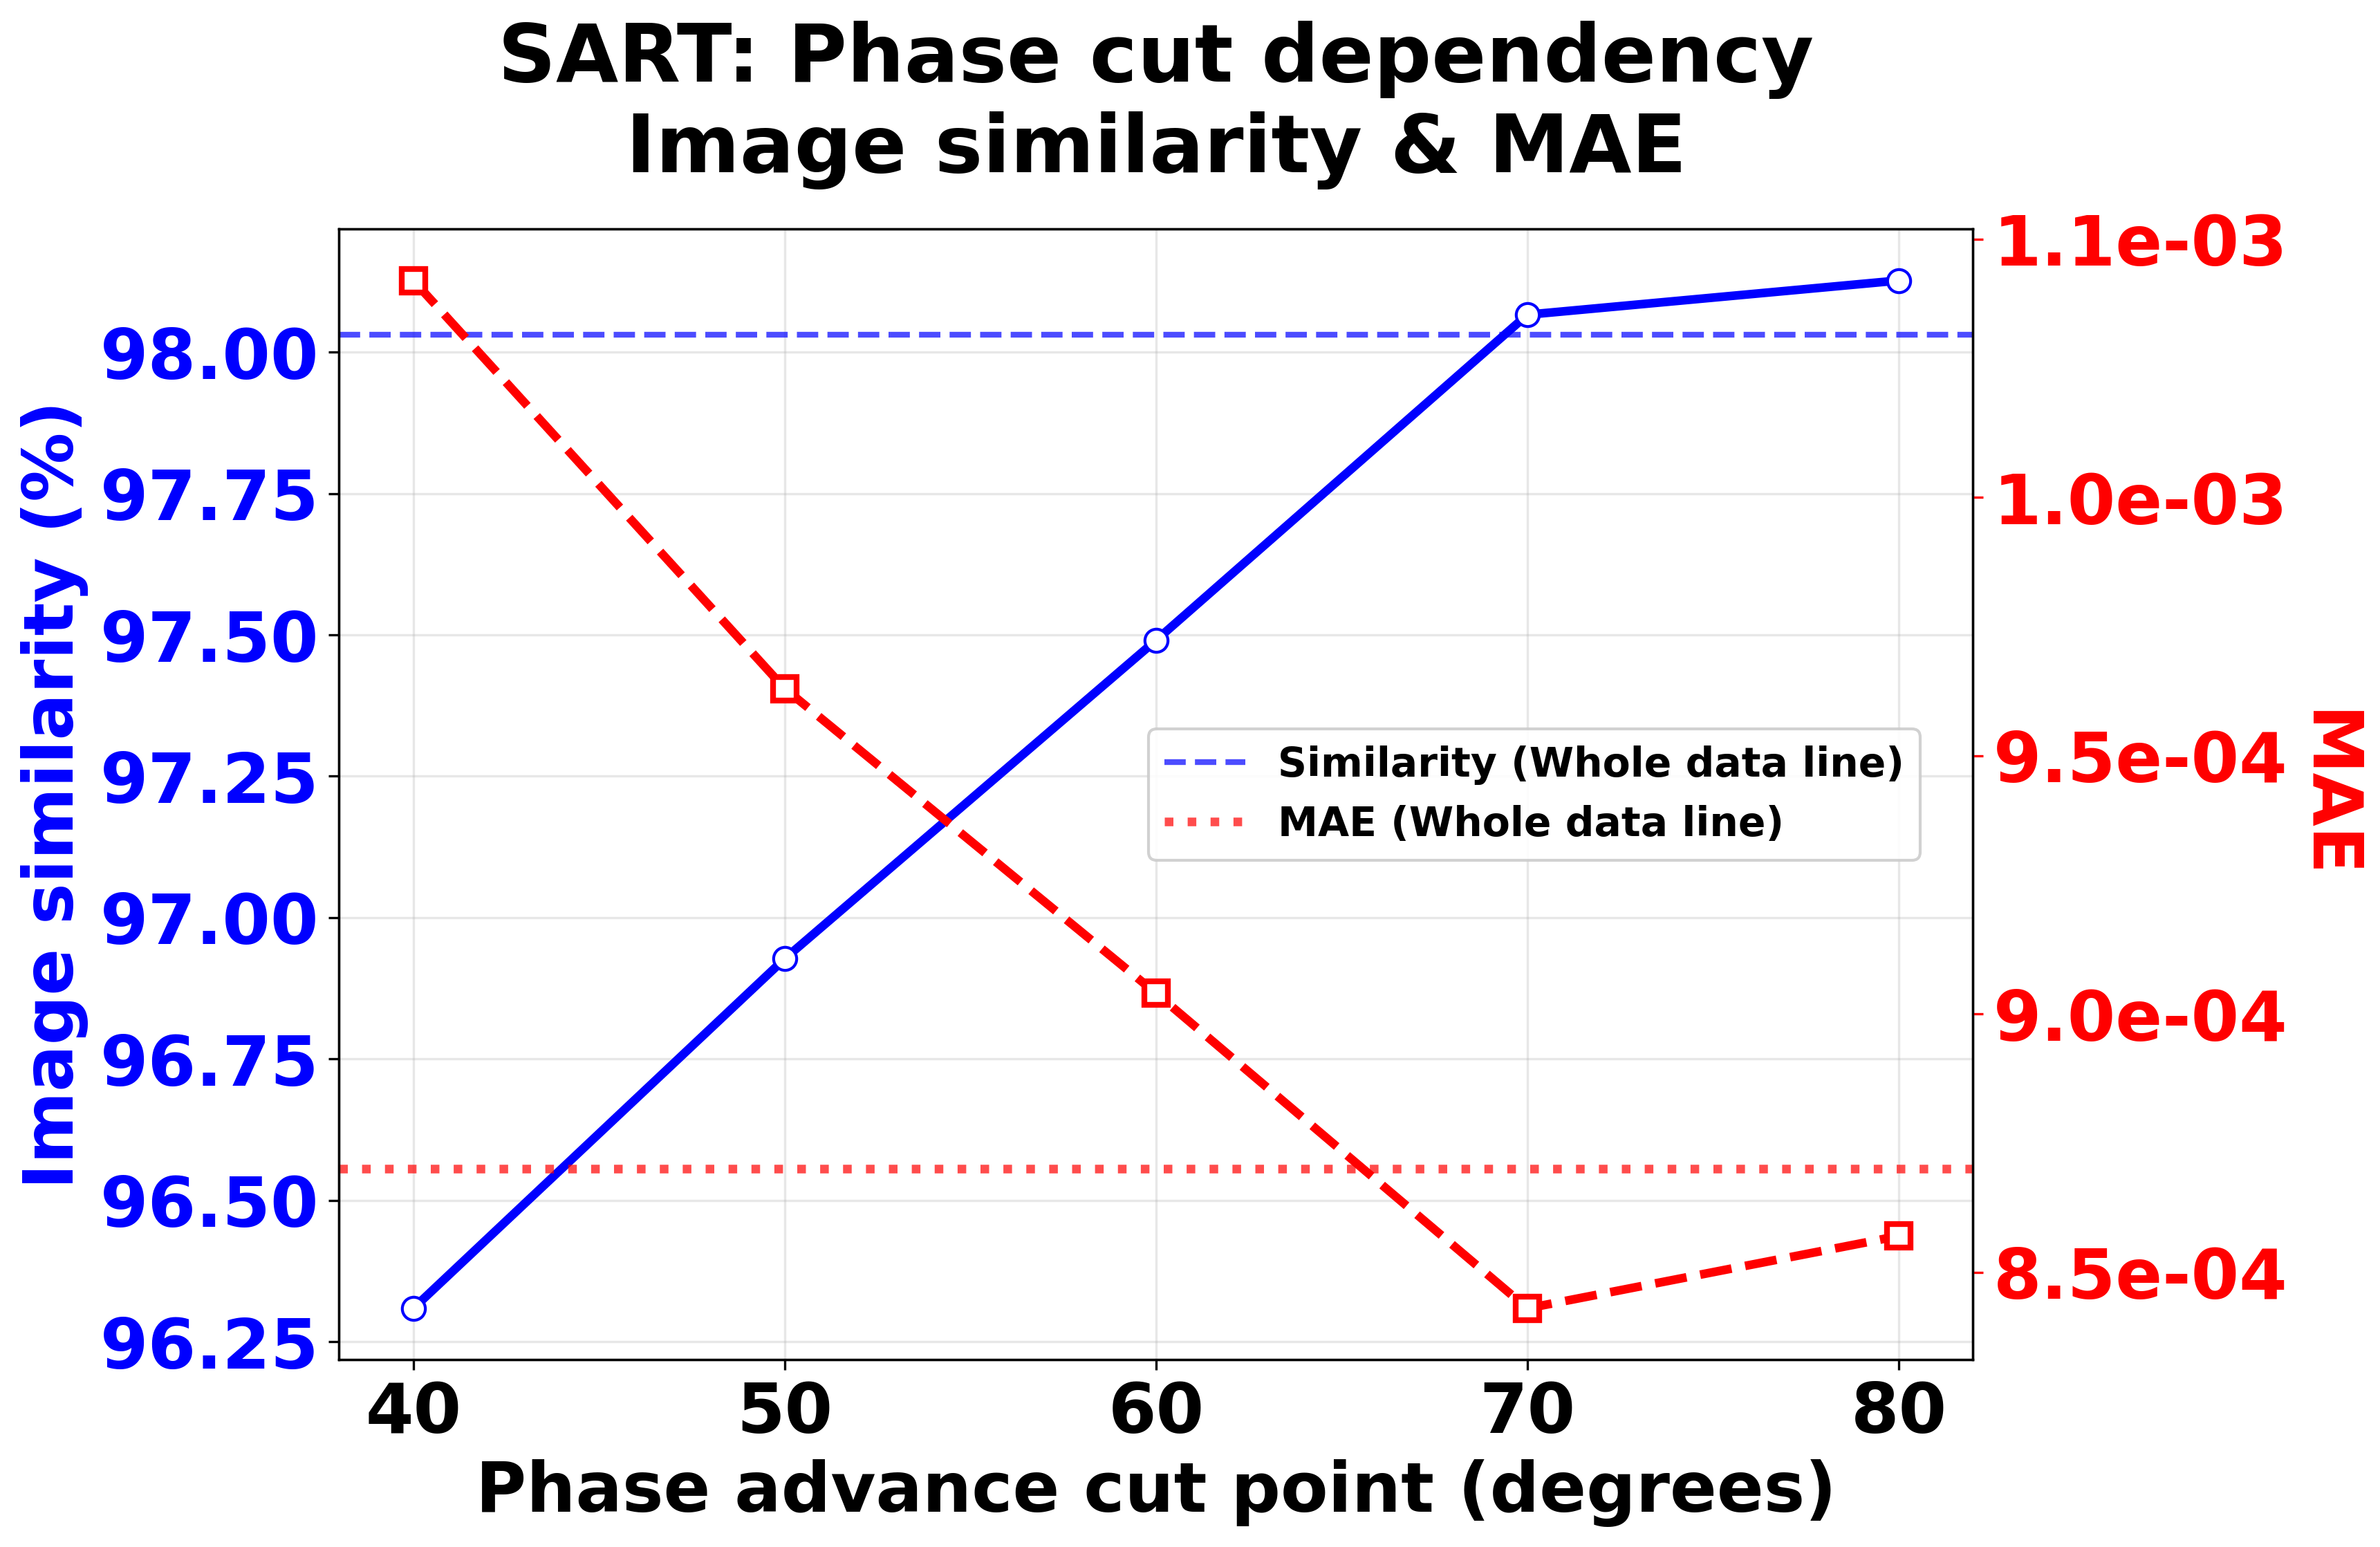 SART: Phase cut dependency
Image similarity & MAE
Image similarity (%)
98.00
97.75
97.50
97.25
97.00
96.75
96.50
96.25
1.1e-03
1.0e-03
9.5e-04
9.0e-04
8.5e-04
MAE
Similarity (Whole data line)
MAE (Whole data line)
40 50 60 70 80
Phase advance cut point (degrees)